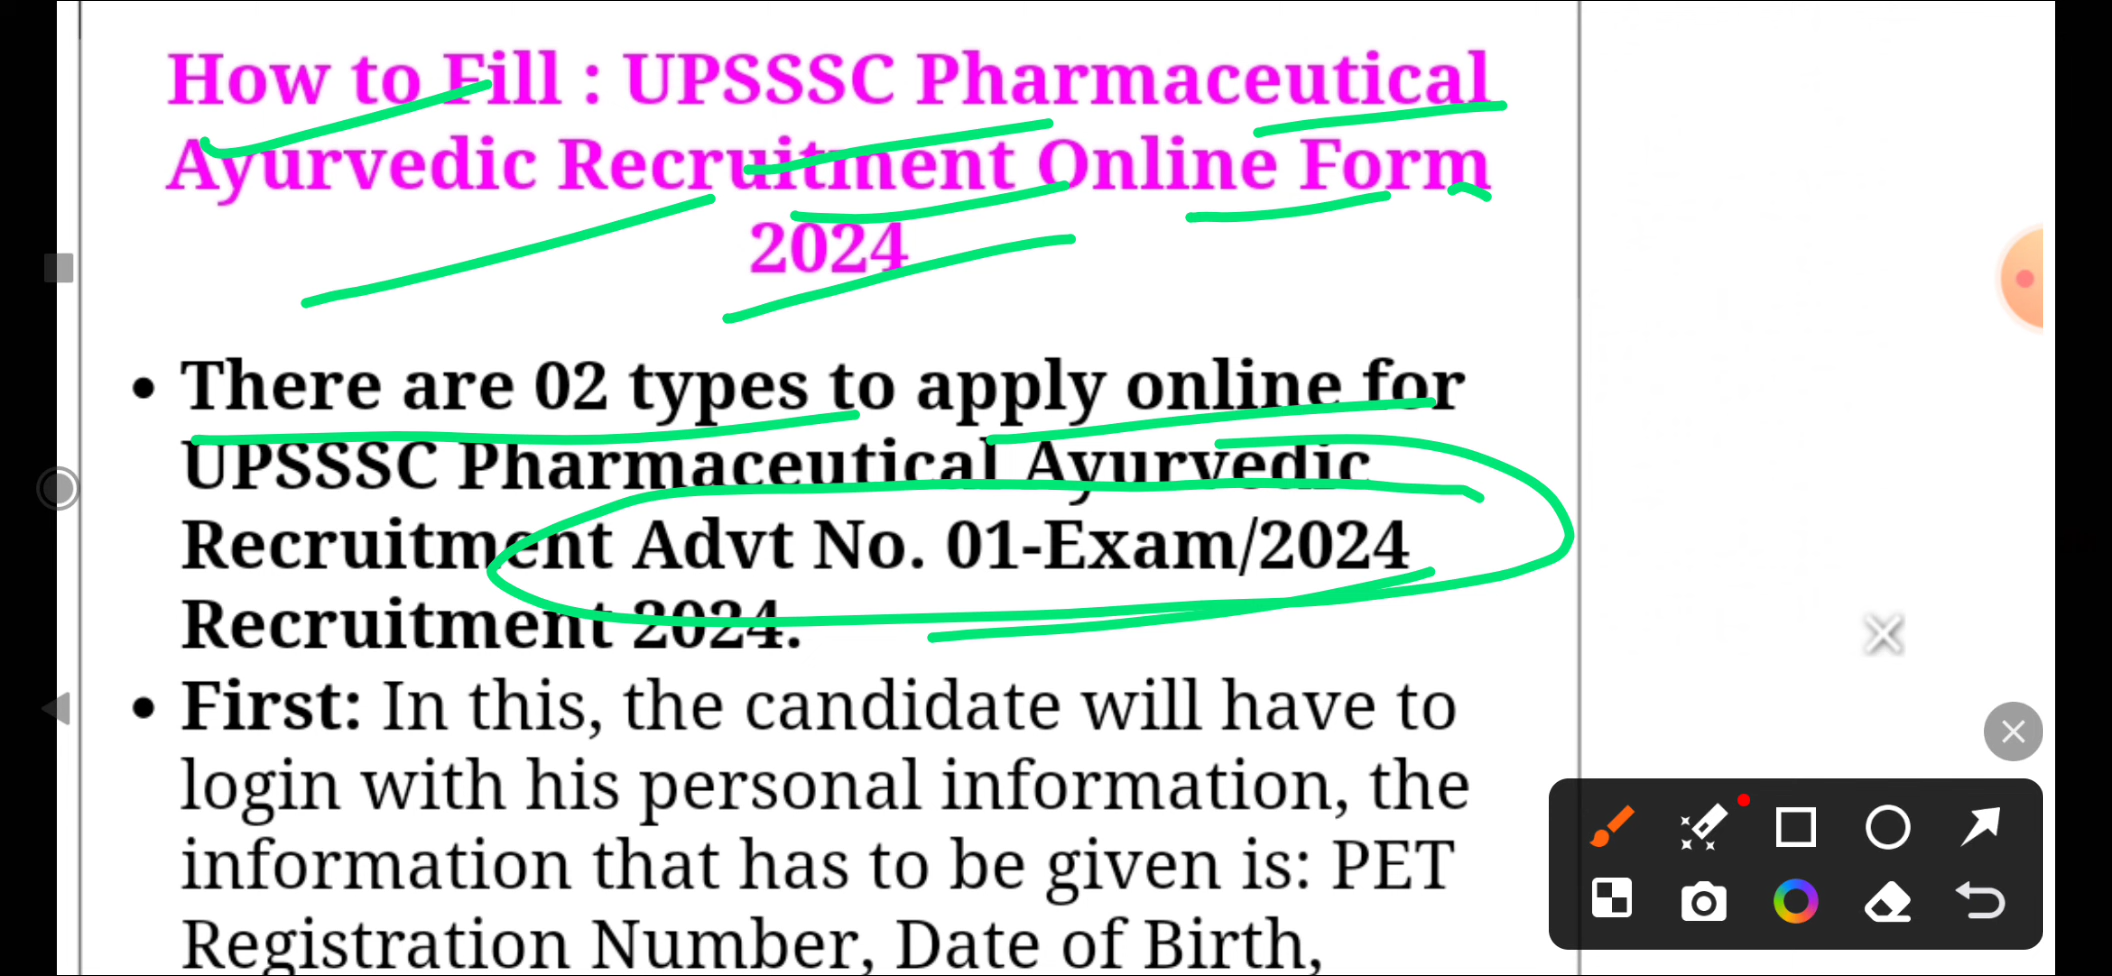 How to Fill : UPSSSC Pharmaceutical
Ayurvedic Recruitment Online Form
2024
• There are 02 types to apply online for
UPSSSC Pharmaceutical Ayurvedic
Recruitment Advt No. 01-Exam/2024
Recruitment 2024.
• First: In this, the candidate will have to
login with his personal information, the
information that has to be given is: PET
Registration Number, Date of Birth,